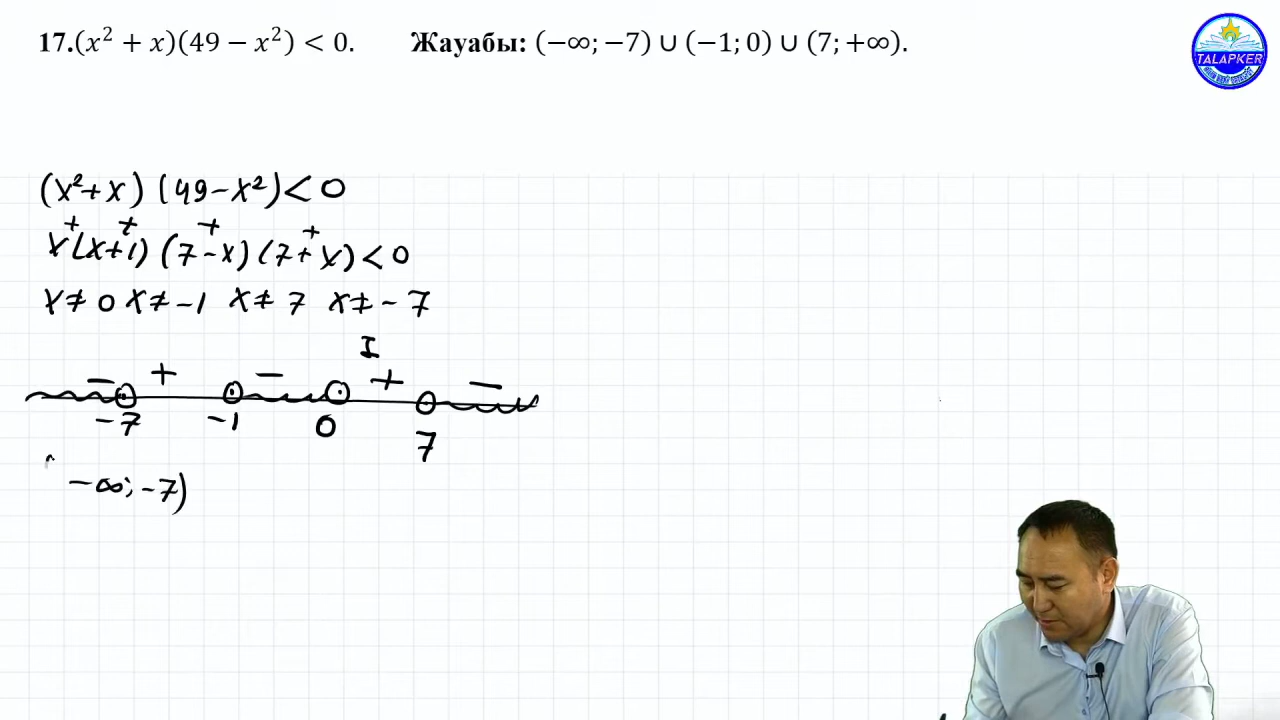 17.(x² + x)(49 − x²) < 0. Жауабы: (−∞; −7) ∪ (−1; 0) ∪ (7; +∞).
TALAPKER
(x²+x)(49-x²)<0
+ + + +
x(x+1)(7-x)(7+x)<0
x≠0 x≠-1 x≠7 x≠-7
I
- + - + -
-7 -1 0 7
-∞; -7)